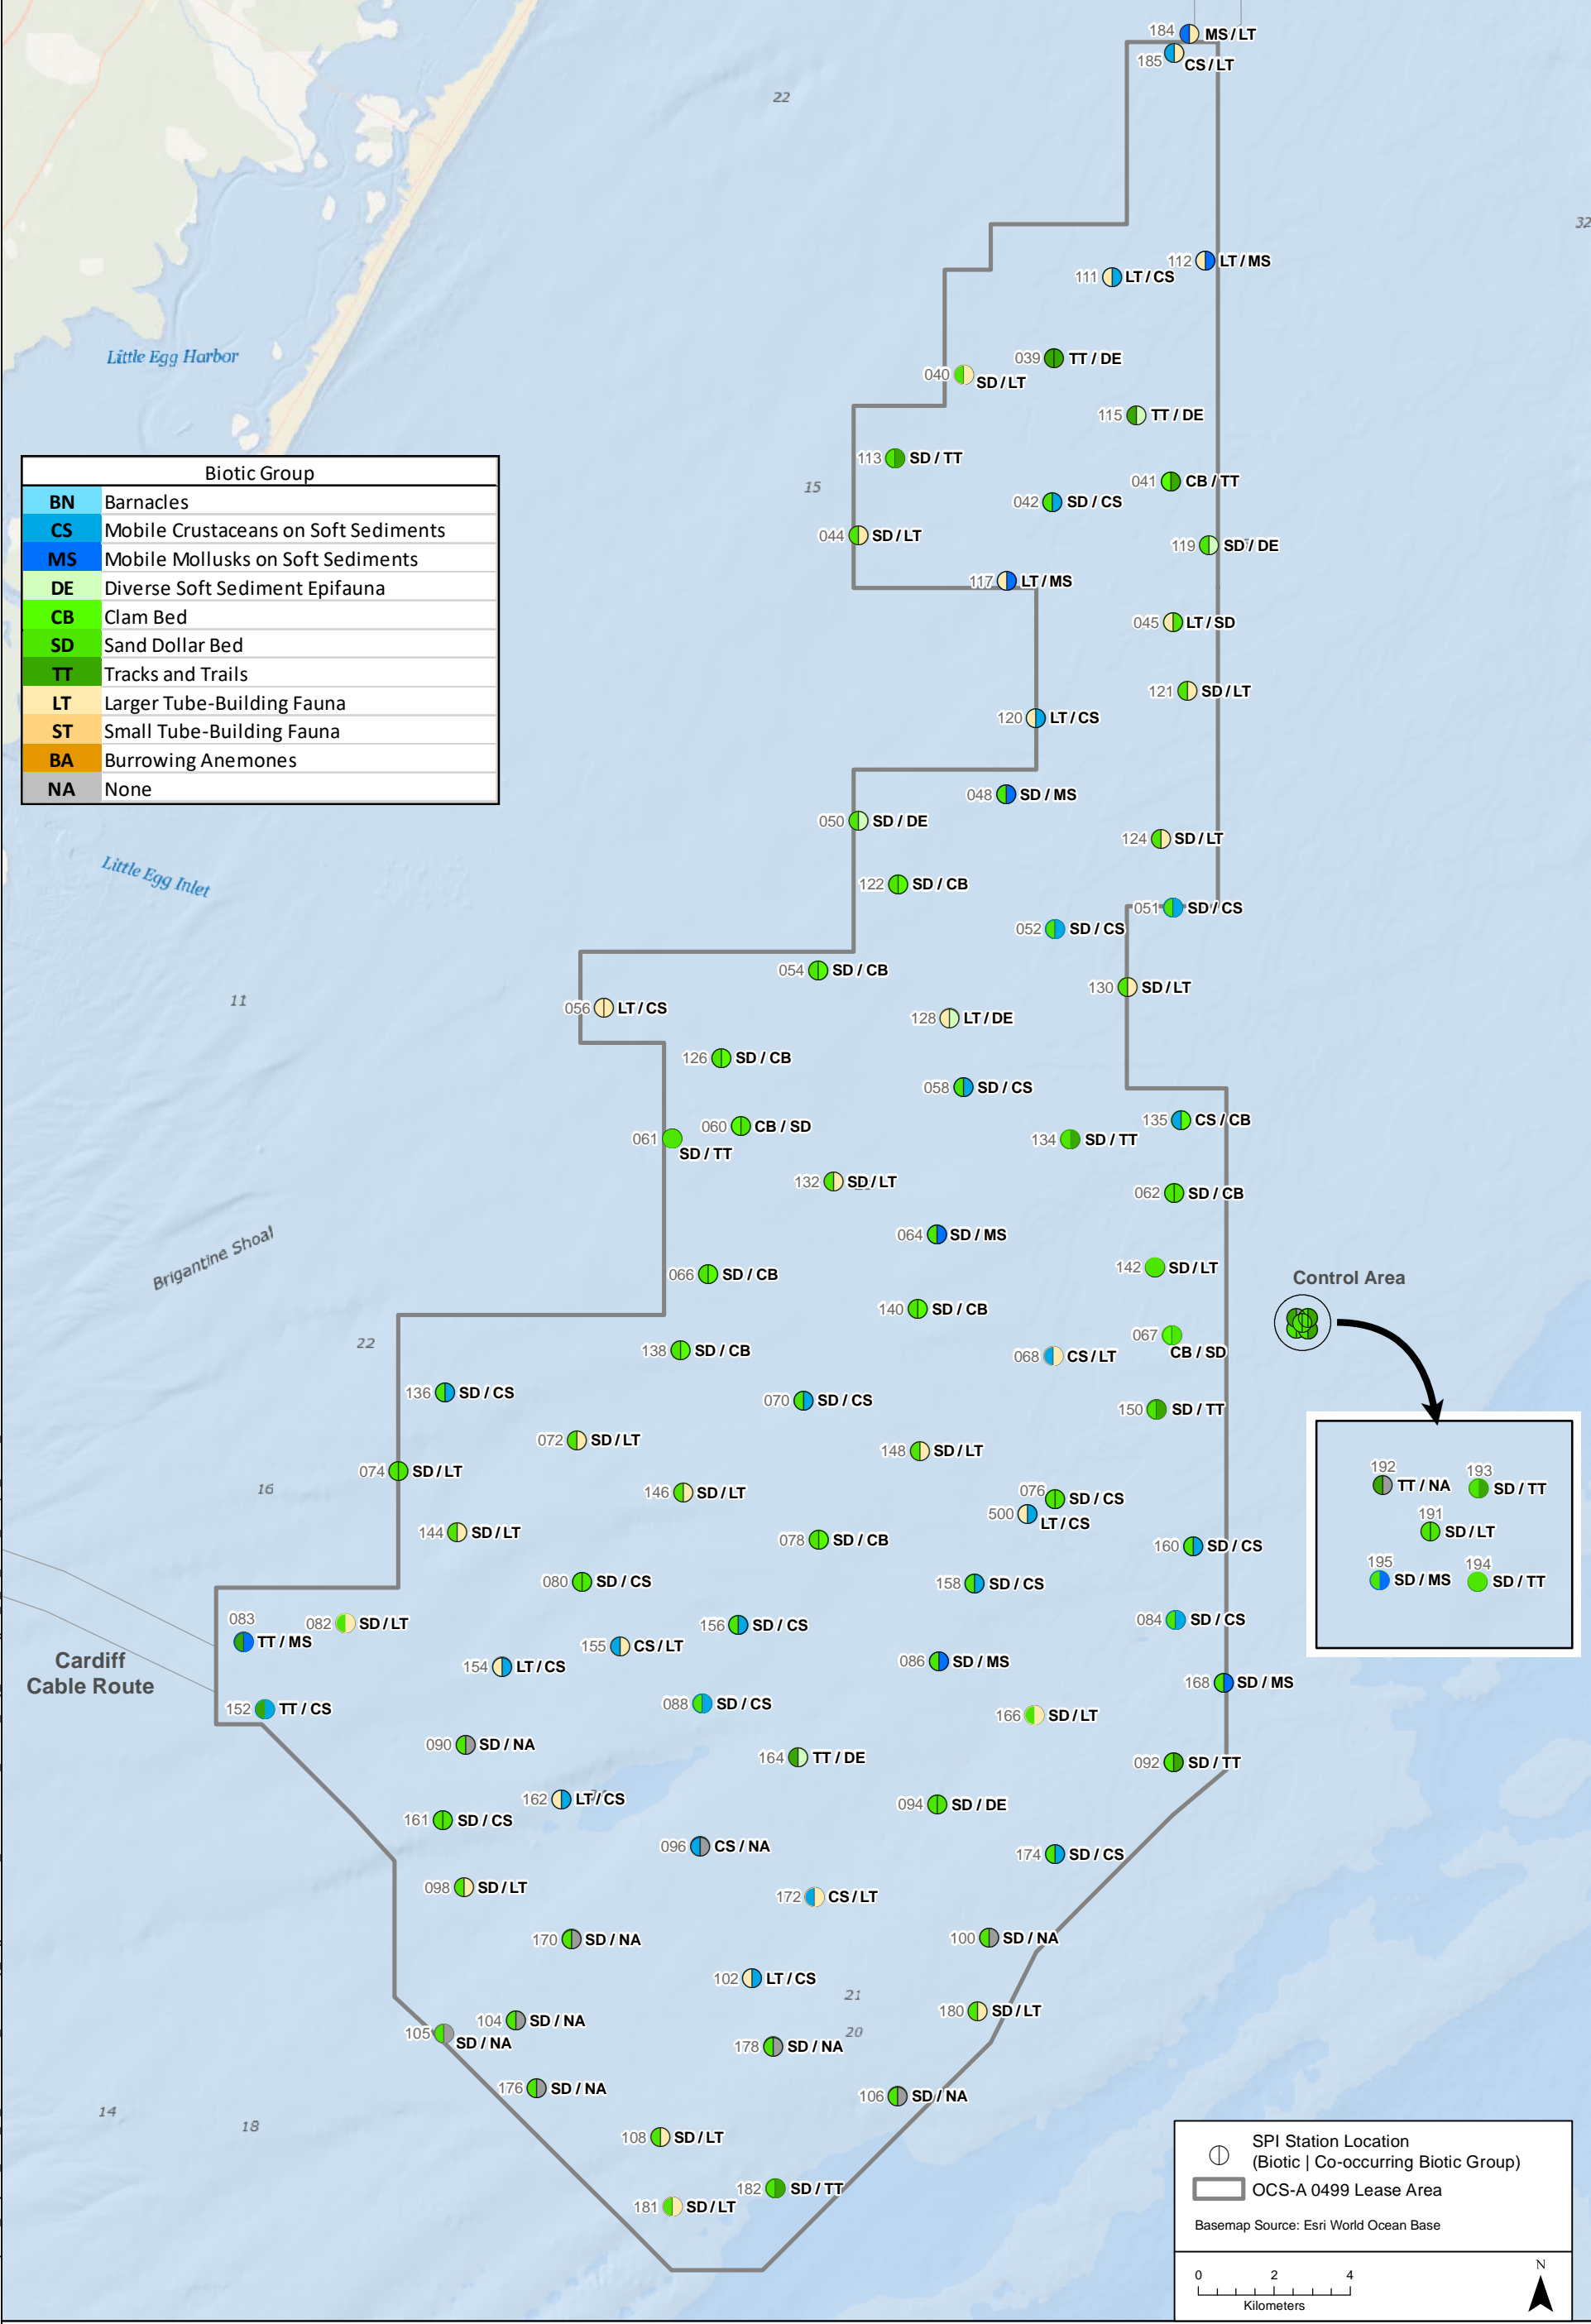 184 MS / LT
185 CS / LT
22
32
112 LT / MS
111 LT / CS
Little Egg Harbor
039 TT / DE
040 SD / LT
115 TT / DE
113 SD / TT
Biotic Group
BN Barnacles
CS Mobile Crustaceans on Soft Sediments
MS Mobile Mollusks on Soft Sediments
DE Diverse Soft Sediment Epifauna
CB Clam Bed
SD Sand Dollar Bed
TT Tracks and Trails
LT Larger Tube-Building Fauna
ST Small Tube-Building Fauna
BA Burrowing Anemones
NA None
15
041 CB / TT
042 SD / CS
044 SD / LT
119 SD / DE
117 LT / MS
045 LT / SD
121 SD / LT
120 LT / CS
048 SD / MS
050 SD / DE
124 SD / LT
Little Egg Inlet
122 SD / CB
051 SD / CS
052 SD / CS
054 SD / CB
130 SD / LT
11
056 LT / CS
128 LT / DE
126 SD / CB
058 SD / CS
135 CS / CB
060 CB / SD
061 SD / TT
134 SD / TT
132 SD / LT
062 SD / CB
064 SD / MS
Brigantine Shoal
142 SD / LT
066 SD / CB
Control Area
140 SD / CB
067 CB / SD
22
138 SD / CB
068 CS / LT
136 SD / CS
070 SD / CS
150 SD / TT
072 SD / LT
148 SD / LT
074 SD / LT
16
146 SD / LT
076 SD / CS
500 LT / CS
192 TT / NA
193 SD / TT
191 SD / LT
195 SD / MS
194 SD / TT
144 SD / LT
078 SD / CB
160 SD / CS
080 SD / CS
158 SD / CS
083 TT / MS
082 SD / LT
156 SD / CS
084 SD / CS
155 CS / LT
Cardiff
Cable Route
154 LT / CS
086 SD / MS
168 SD / MS
152 TT / CS
088 SD / CS
166 SD / LT
090 SD / NA
164 TT / DE
092 SD / TT
162 LT / CS
094 SD / DE
161 SD / CS
096 CS / NA
174 SD / CS
098 SD / LT
172 CS / LT
170 SD / NA
100 SD / NA
102 LT / CS
21
180 SD / LT
104 SD / NA
105 SD / NA
20
178 SD / NA
176 SD / NA
106 SD / NA
14
18
108 SD / LT
182 SD / TT
181 SD / LT
SPI Station Location
(Biotic | Co-occurring Biotic Group)
OCS-A 0499 Lease Area
Basemap Source: Esri World Ocean Base
0 2 4
Kilometers
N